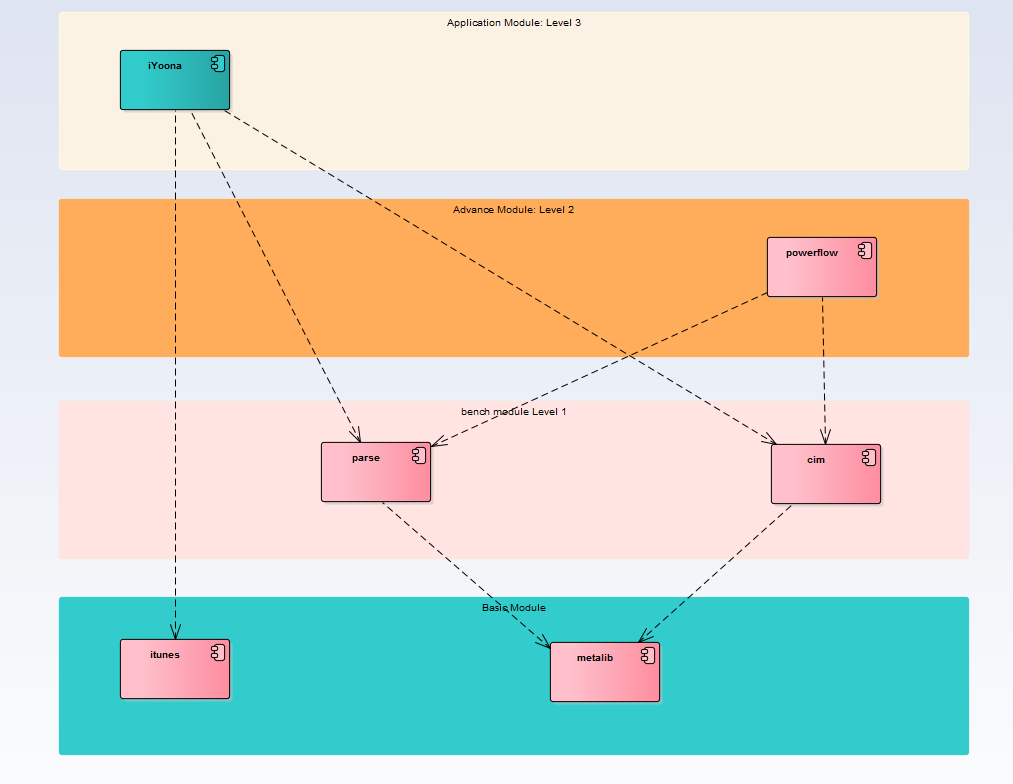 Application Module: Level 3
iYoona
Advance Module: Level 2
powerflow
bench module Level 1
parse
cim
Basic Module
itunes
metalib